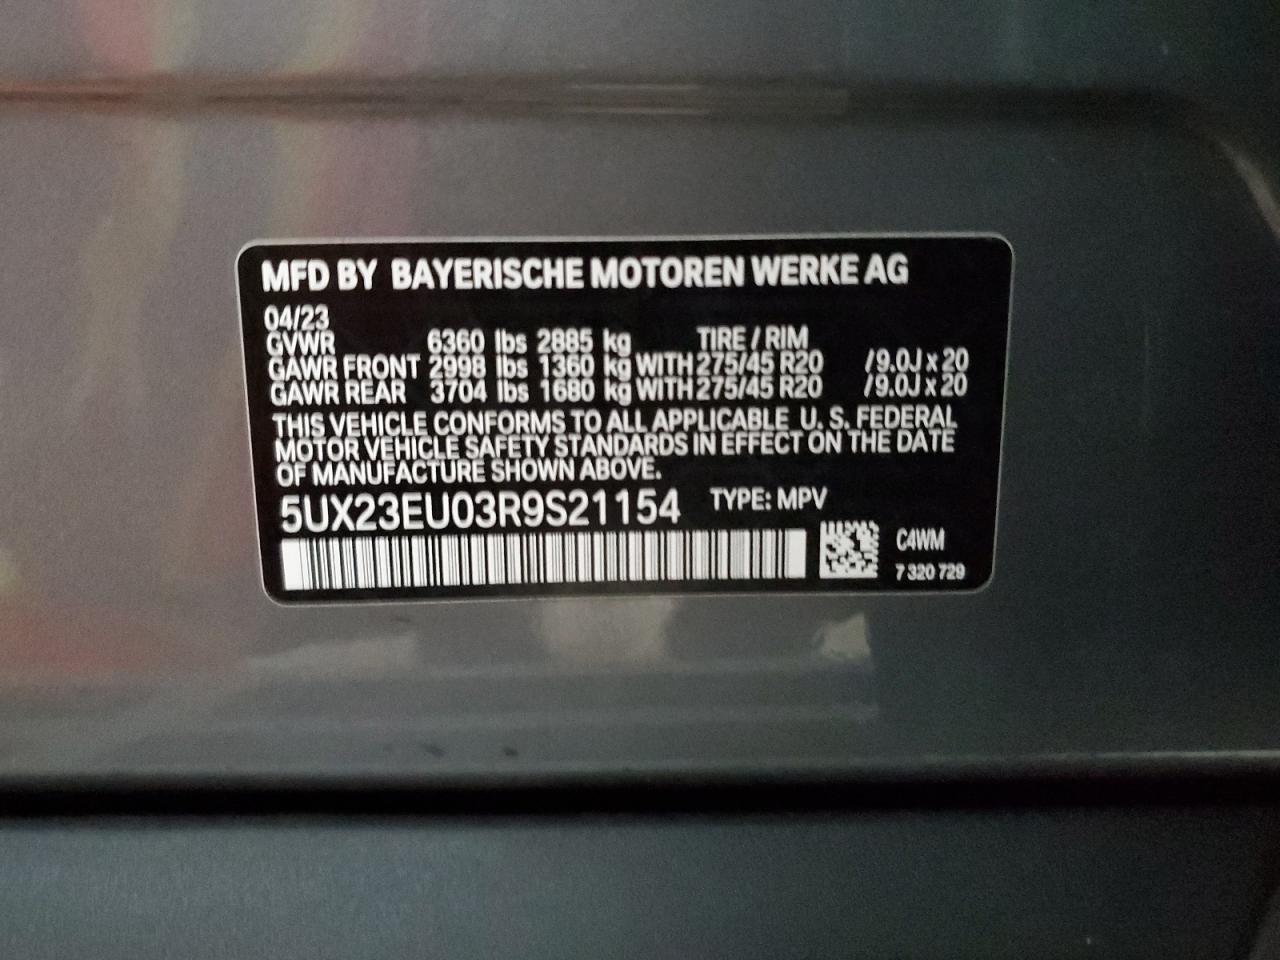 MFD BY BAYERISCHE MOTOREN WERKE AG
04/23
GVWR 6360 lbs 2885 kg TIRE / RIM
GAWR FRONT 2998 lbs 1360 kg WITH 275/45 R20 / 9.0J x 20
GAWR REAR 3704 lbs 1680 kg WITH 275/45 R20 / 9.0J x 20
THIS VEHICLE CONFORMS TO ALL APPLICABLE U. S. FEDERAL
MOTOR VEHICLE SAFETY STANDARDS IN EFFECT ON THE DATE
OF MANUFACTURE SHOWN ABOVE.
5UX23EU03R9S21154 TYPE: MPV
C4WM
7 320 729